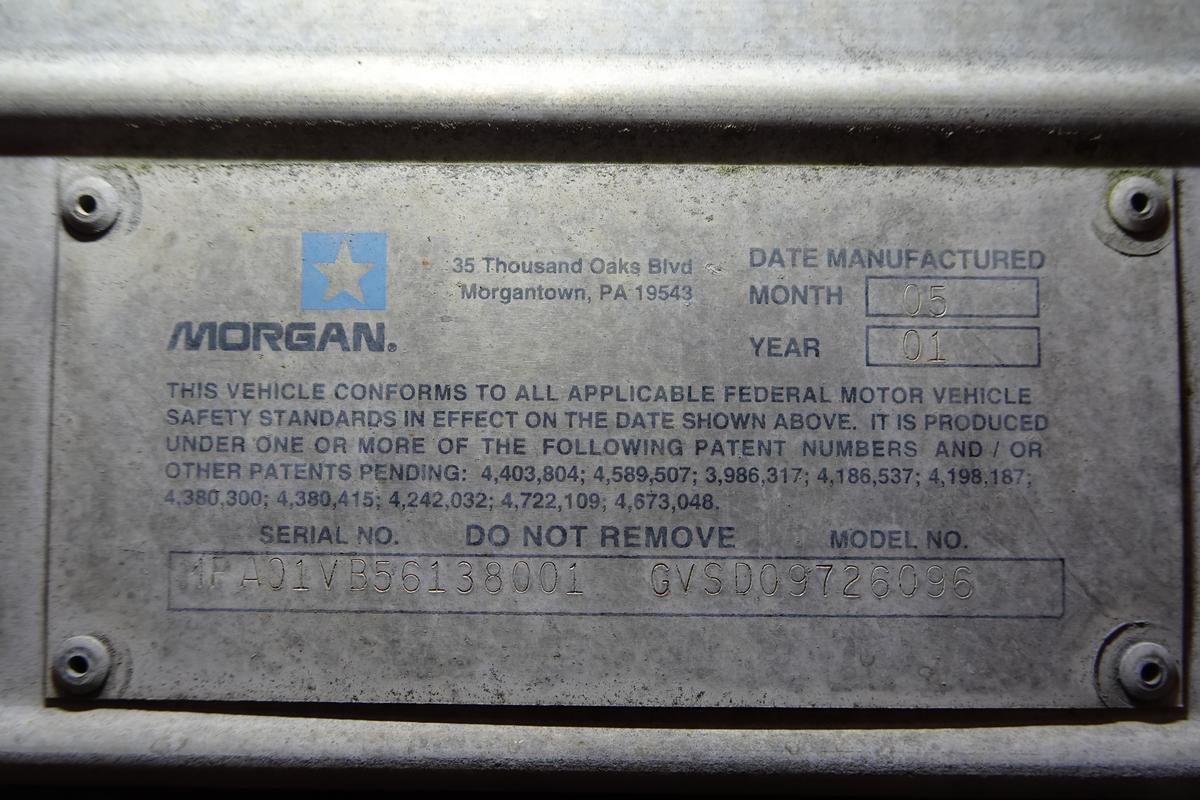 MORGAN®
35 Thousand Oaks Blvd
Morgantown, PA 19543
DATE MANUFACTURED
MONTH 05
YEAR 01
THIS VEHICLE CONFORMS TO ALL APPLICABLE FEDERAL MOTOR VEHICLE
SAFETY STANDARDS IN EFFECT ON THE DATE SHOWN ABOVE. IT IS PRODUCED
UNDER ONE OR MORE OF THE FOLLOWING PATENT NUMBERS AND / OR
OTHER PATENTS PENDING: 4,403,804; 4,589,507; 3,986,317; 4,186,537; 4,198,187;
4,380,300; 4,380,415; 4,242,032; 4,722,109; 4,673,048.
SERIAL NO. DO NOT REMOVE MODEL NO.
GVSD09726096